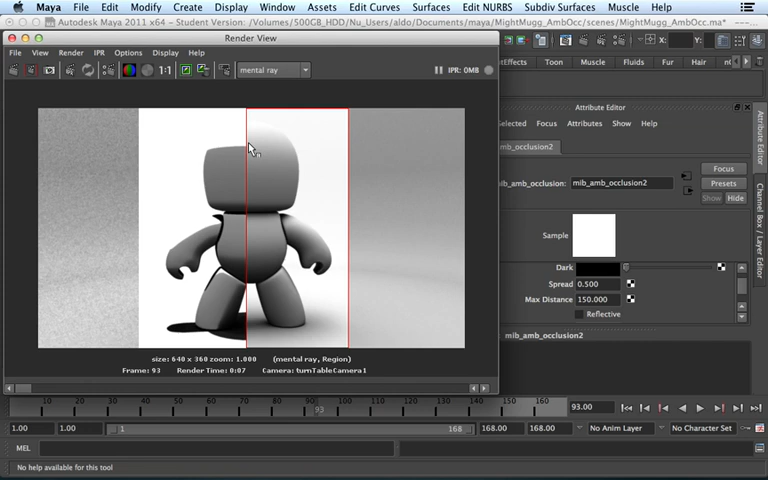 Maya File Edit Modify Create Display Window Assets Edit Curves Surfaces Edit NURBS Subdiv Surfaces Muscle Help
Autodesk Maya 2011 x64 - Student Version: /Volumes/500GB_HDD/Nu_Users/aldo/Documents/maya/MightMugg_AmbOcc/scenes/MightMugg_AmbOcc.ma* ---
Render View
File View Render IPR Options Display Help
1:1 mental ray IPR: 0MB
X: Y:
tEffects Toon Muscle Fluids Fur Hair
Attribute Editor
elected Focus Attributes Show Help
mb_occlusion2
nib_amb_occlusion: mib_amb_occlusion2
Focus
Presets
Show Hide
Sample
Dark
Spread 0.500
Max Distance 150.000
Reflective
mib_amb_occlusion2
Attribute Editor
Channel Box / Layer Editor
size: 640 x 360 zoom: 1.000 (mental ray, Region)
Frame: 93 Render Time: 0:07 Camera: turnTableCamera1
10 20 30 40 50 60 70 80 93 100 110 120 130 140 150 160 93.00
1.00 1.00 1 168 168.00 168.00 No Anim Layer No Character Set
MEL
No help available for this tool